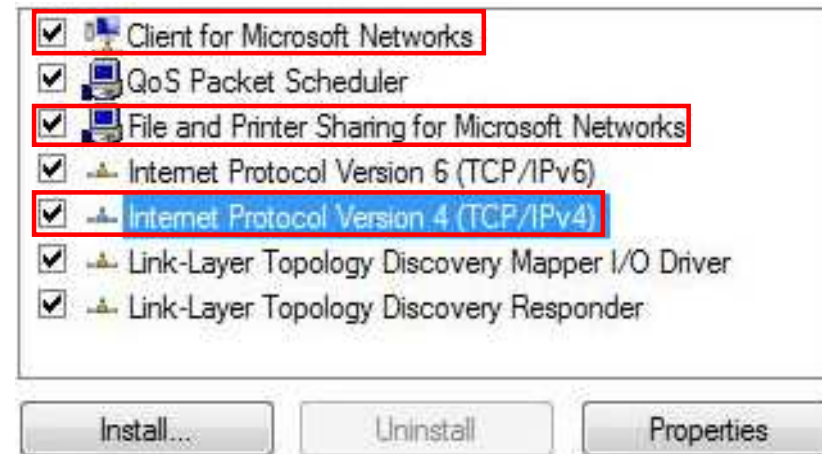 Client for Microsoft Networks
QoS Packet Scheduler
File and Printer Sharing for Microsoft Networks
Internet Protocol Version 6 (TCP/IPv6)
Internet Protocol Version 4 (TCP/IPv4)
Link-Layer Topology Discovery Mapper I/O Driver
Link-Layer Topology Discovery Responder
Install... Uninstall Properties